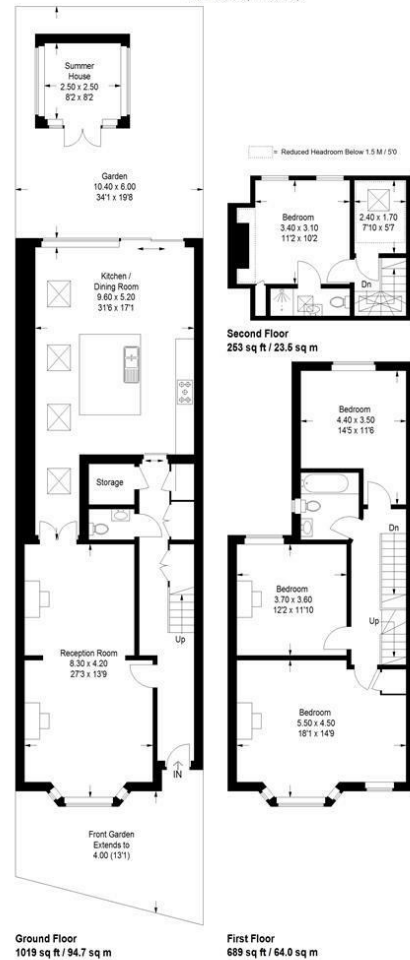 Summer
House
2.50 x 2.50
8'2 x 8'2
Garden
10.40 x 6.00
34'1 x 19'8
Kitchen /
Dining Room
9.60 x 5.20
31'6 x 17'1
Storage
Up
Reception Room
8.30 x 4.20
27'3 x 13'9
IN
Front Garden
Extends to
4.00 (13'1)
Ground Floor
1019 sq ft / 94.7 sq m
= Reduced Headroom Below 1.5 M / 5'0
Bedroom
3.40 x 3.10
11'2 x 10'2
2.40 x 1.70
7'10 x 5'7
Dn
Second Floor
253 sq ft / 23.5 sq m
Bedroom
4.40 x 3.50
14'5 x 11'6
Dn
Bedroom
3.70 x 3.60
12'2 x 11'10
Up
Bedroom
5.50 x 4.50
18'1 x 14'9
First Floor
689 sq ft / 64.0 sq m